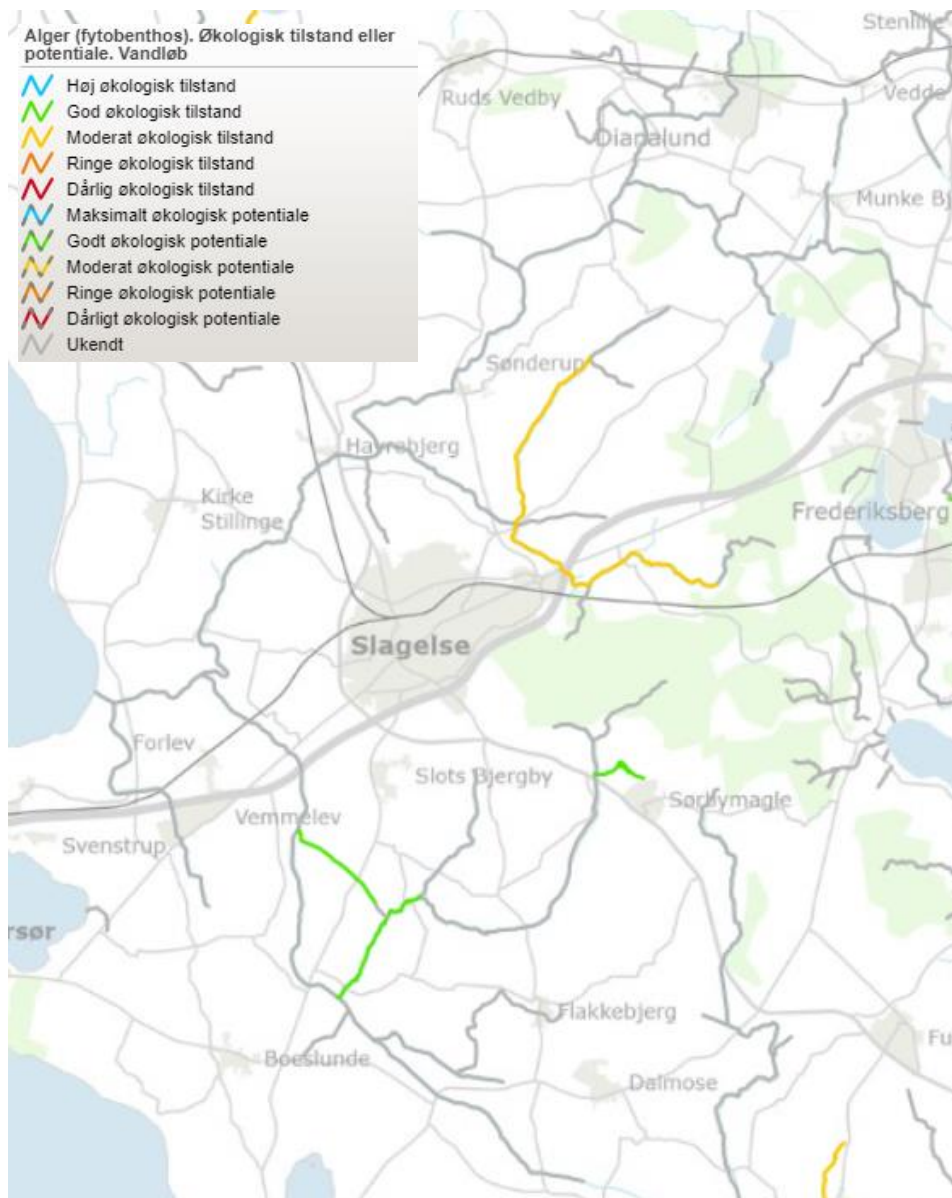 Alger (fytobenthos). Økologisk tilstand eller
potentiale. Vandløb
Høj økologisk tilstand
God økologisk tilstand
Moderat økologisk tilstand
Ringe økologisk tilstand
Dårlig økologisk tilstand
Maksimalt økologisk potentiale
Godt økologisk potentiale
Moderat økologisk potentiale
Ringe økologisk potentiale
Dårligt økologisk potentiale
Ukendt
Stenlille
Ruds Vedby
Vedde
Dianalund
Munke Bj
Sønderup
Havrebjerg
Kirke
Stillinge
Frederiksberg
Slagelse
Forlev
Slots Bjergby
Sørbymagle
Vemmelev
Svenstrup
rsør
Flakkebjerg
Fu
Boeslunde
Dalmose